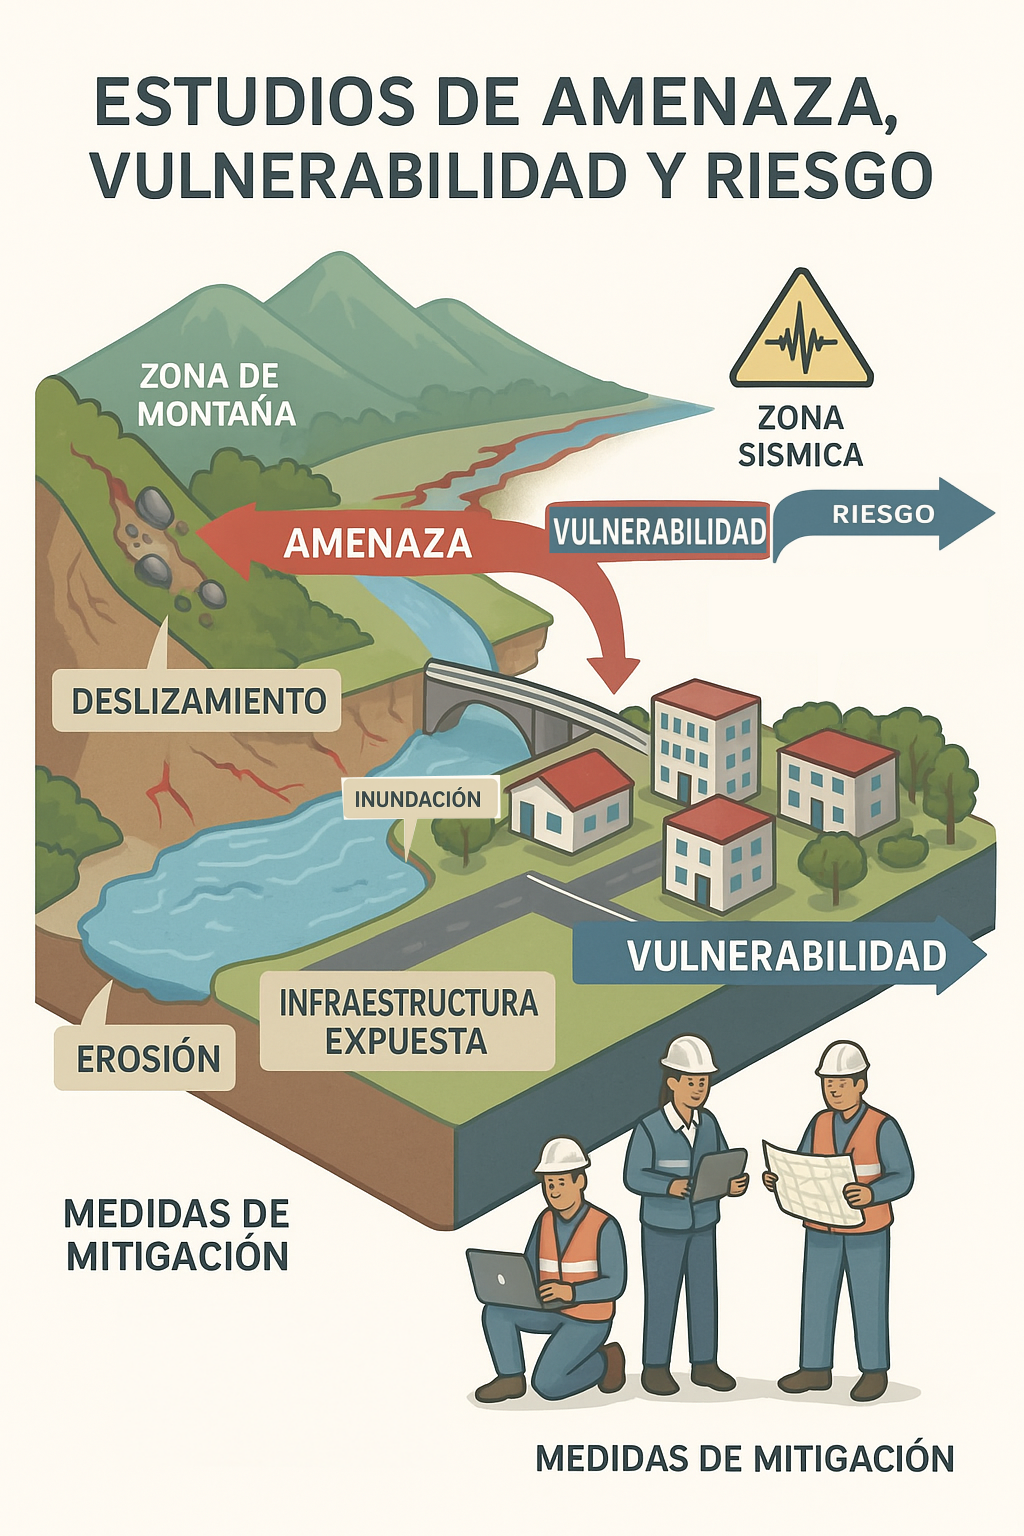 ESTUDIOS DE AMENAZA,
VULNERABILIDAD Y RIESGO
ZONA DE
MONTAÑA
ZONA
SISMICA
AMENAZA
VULNERABILIDAD
RIESGO
DESLIZAMIENTO
INUNDACIÓN
VULNERABILIDAD
INFRAESTRUCTURA
EXPUESTA
EROSIÓN
MEDIDAS DE
MITIGACIÓN
MEDIDAS DE MITIGACIÓN